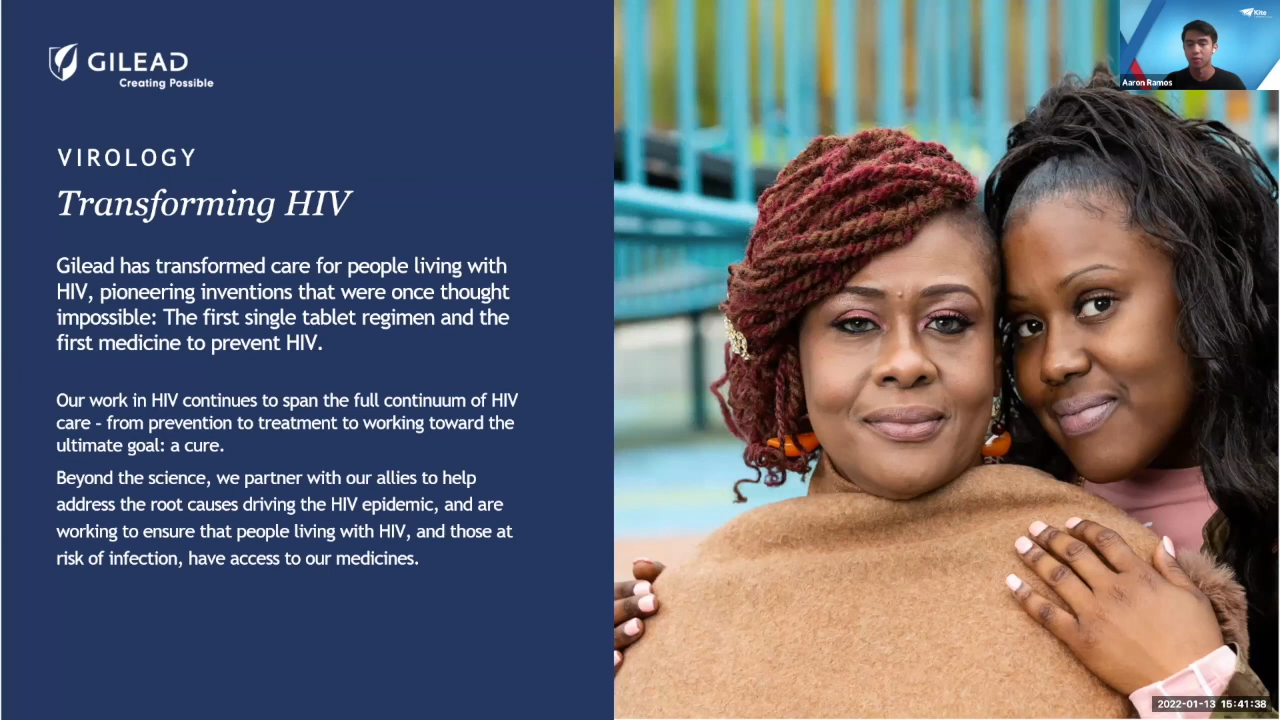 GILEAD
Creating Possible
VIROLOGY
Transforming HIV
Gilead has transformed care for people living with
HIV, pioneering inventions that were once thought
impossible: The first single tablet regimen and the
first medicine to prevent HIV.
Our work in HIV continues to span the full continuum of HIV
care - from prevention to treatment to working toward the
ultimate goal: a cure.
Beyond the science, we partner with our allies to help
address the root causes driving the HIV epidemic, and are
working to ensure that people living with HIV, and those at
risk of infection, have access to our medicines.
Kite
Aaron Ramos
2022-01-13 15:41:38